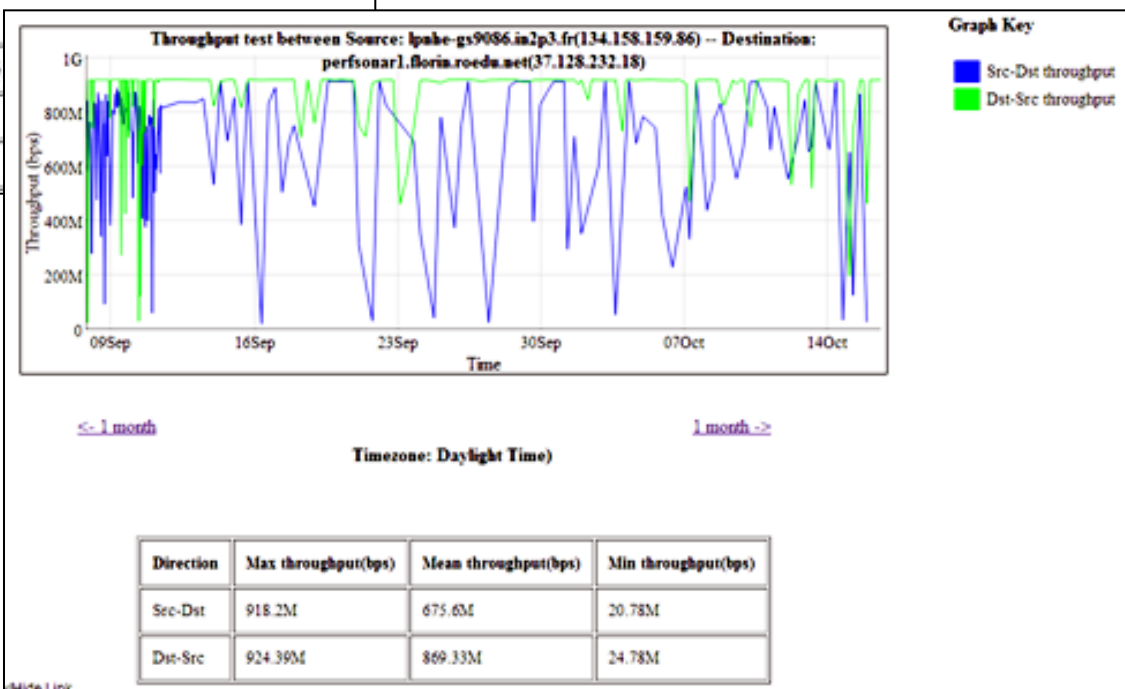 Throughput test between Source: lpnhe-gs9086.in2p3.fr(134.158.159.86) -- Destination:
perfsonar1.florin.roedu.net(37.128.232.18)
Graph Key
Src-Dst throughput
Dst-Src throughput
Throughput (bps)
1G
800M
600M
400M
200M
0
09Sep 16Sep 23Sep 30Sep 07Oct 14Oct
Time
<- 1 month 1 month ->
Timezone: Daylight Time)
Direction Max throughput(bps) Mean throughput(bps) Min throughput(bps)
Src-Dst 918.2M 675.6M 20.78M
Dst-Src 924.39M 869.33M 24.78M
Link